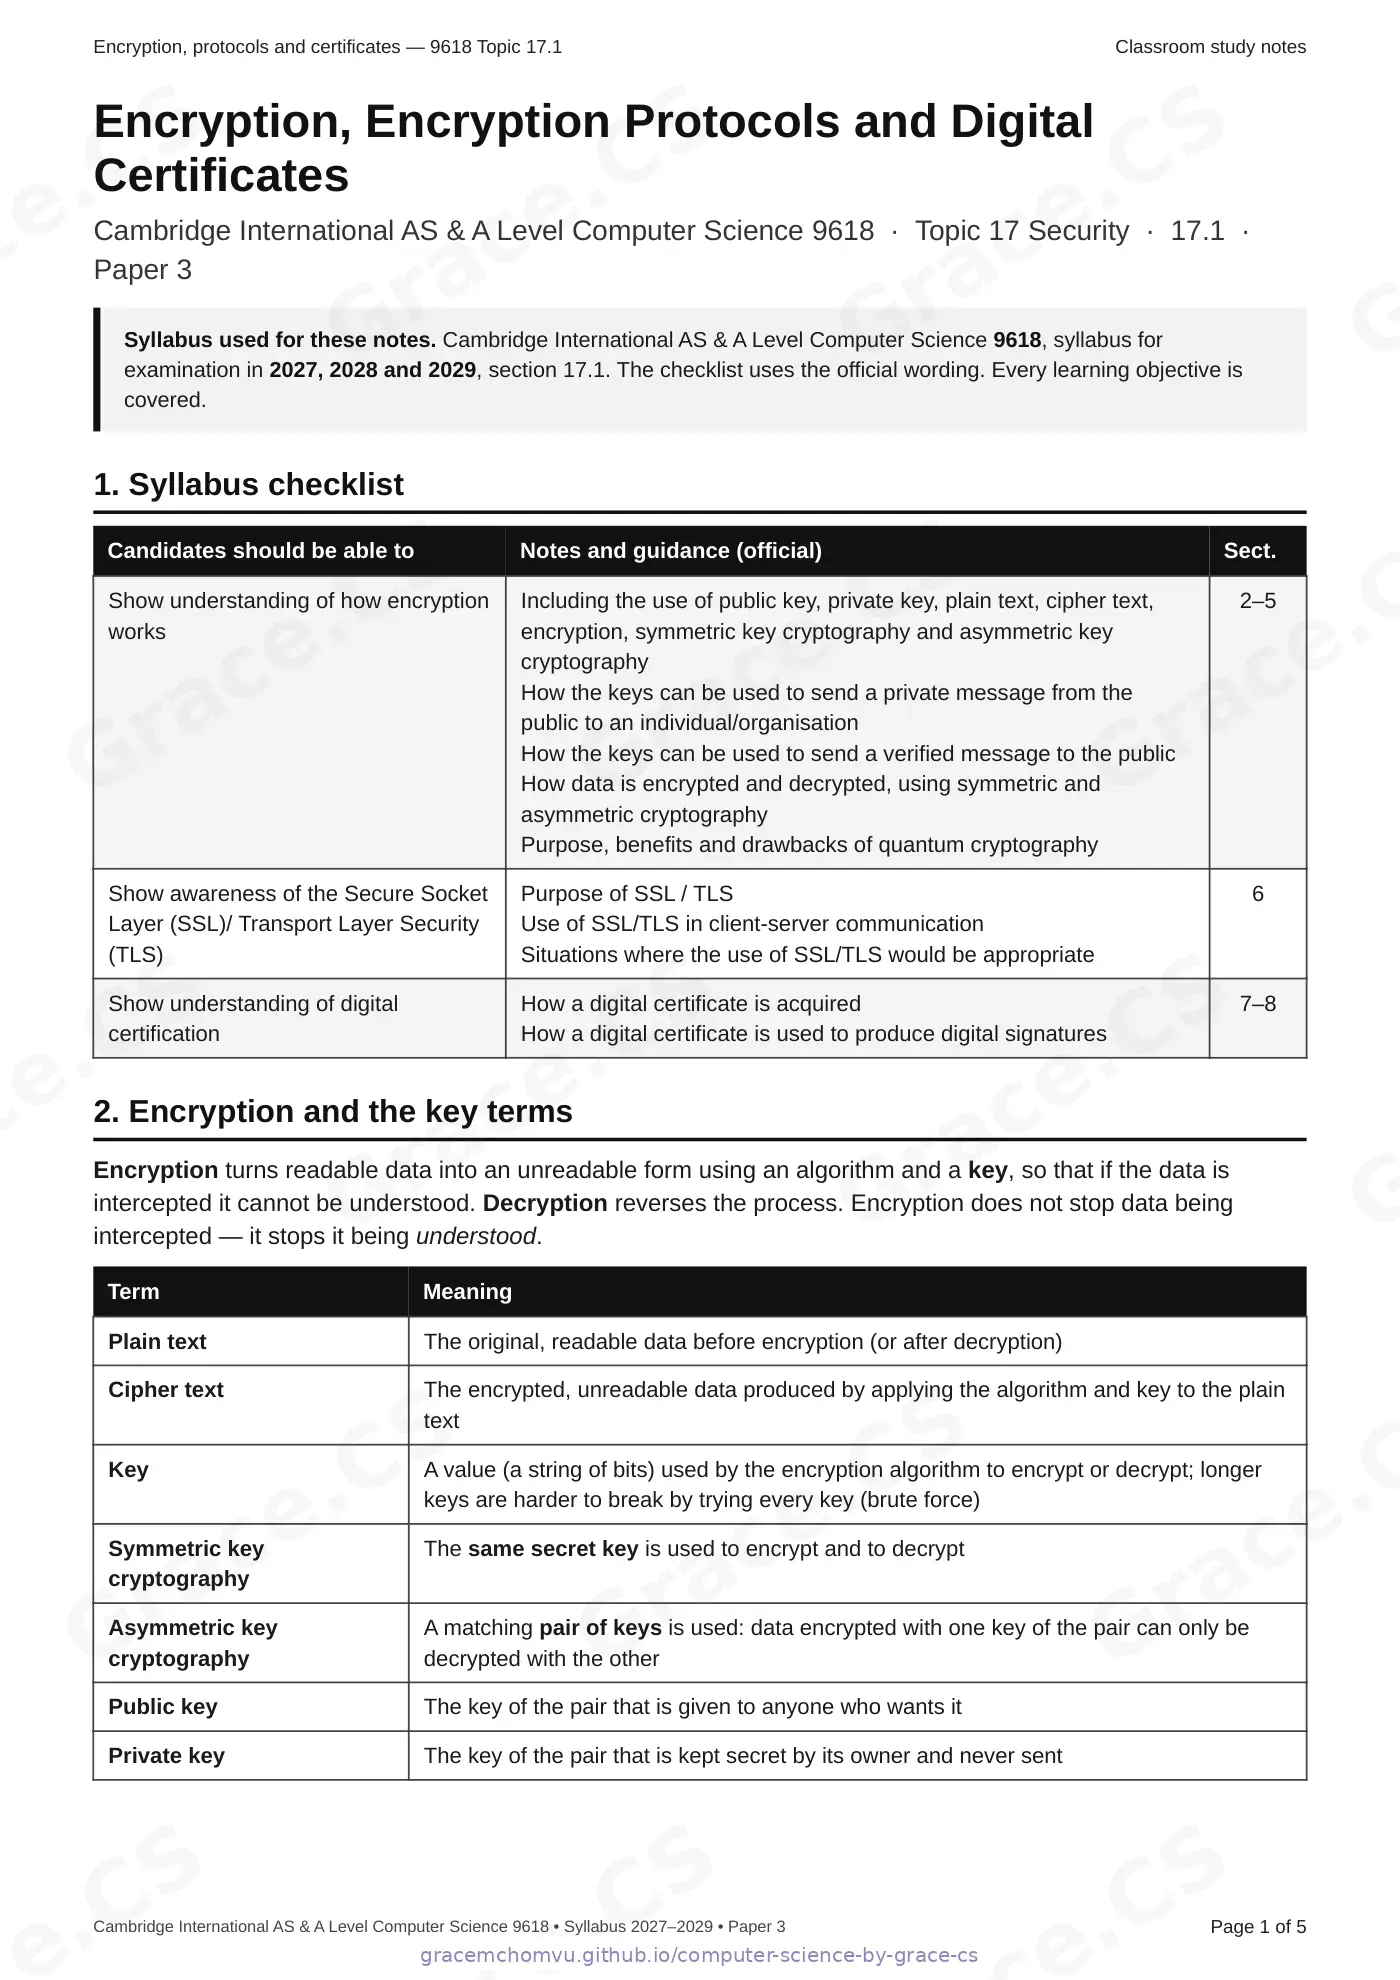 Encryption, protocols and certificates — 9618 Topic 17.1
Classroom study notes
Encryption, Encryption Protocols and Digital
Certificates
Cambridge International AS & A Level Computer Science 9618 · Topic 17 Security · 17.1 ·
Paper 3
Syllabus used for these notes. Cambridge International AS & A Level Computer Science 9618, syllabus for
examination in 2027, 2028 and 2029, section 17.1. The checklist uses the official wording. Every learning objective is
covered.
1. Syllabus checklist
Candidates should be able to
Notes and guidance (official)
Sect.
Show understanding of how encryption
works
Including the use of public key, private key, plain text, cipher text,
encryption, symmetric key cryptography and asymmetric key
cryptography
How the keys can be used to send a private message from the
public to an individual/organisation
How the keys can be used to send a verified message to the public
How data is encrypted and decrypted, using symmetric and
asymmetric cryptography
Purpose, benefits and drawbacks of quantum cryptography
2–5
Show awareness of the Secure Socket
Layer (SSL)/ Transport Layer Security
(TLS)
Purpose of SSL / TLS
Use of SSL/TLS in client-server communication
Situations where the use of SSL/TLS would be appropriate
6
Show understanding of digital
certification
How a digital certificate is acquired
How a digital certificate is used to produce digital signatures
7–8
2. Encryption and the key terms
Encryption turns readable data into an unreadable form using an algorithm and a key, so that if the data is
intercepted it cannot be understood. Decryption reverses the process. Encryption does not stop data being
intercepted — it stops it being understood.
Term
Meaning
Plain text
The original, readable data before encryption (or after decryption)
Cipher text
The encrypted, unreadable data produced by applying the algorithm and key to the plain
text
Key
A value (a string of bits) used by the encryption algorithm to encrypt or decrypt; longer
keys are harder to break by trying every key (brute force)
Symmetric key
cryptography
The same secret key is used to encrypt and to decrypt
Asymmetric key
cryptography
A matching pair of keys is used: data encrypted with one key of the pair can only be
decrypted with the other
Public key
The key of the pair that is given to anyone who wants it
Private key
The key of the pair that is kept secret by its owner and never sent
Cambridge International AS & A Level Computer Science 9618 • Syllabus 2027–2029 • Paper 3
Page 1 of 5
gracemchomvu.github.io/computer-science-by-grace-cs
Grace.CS